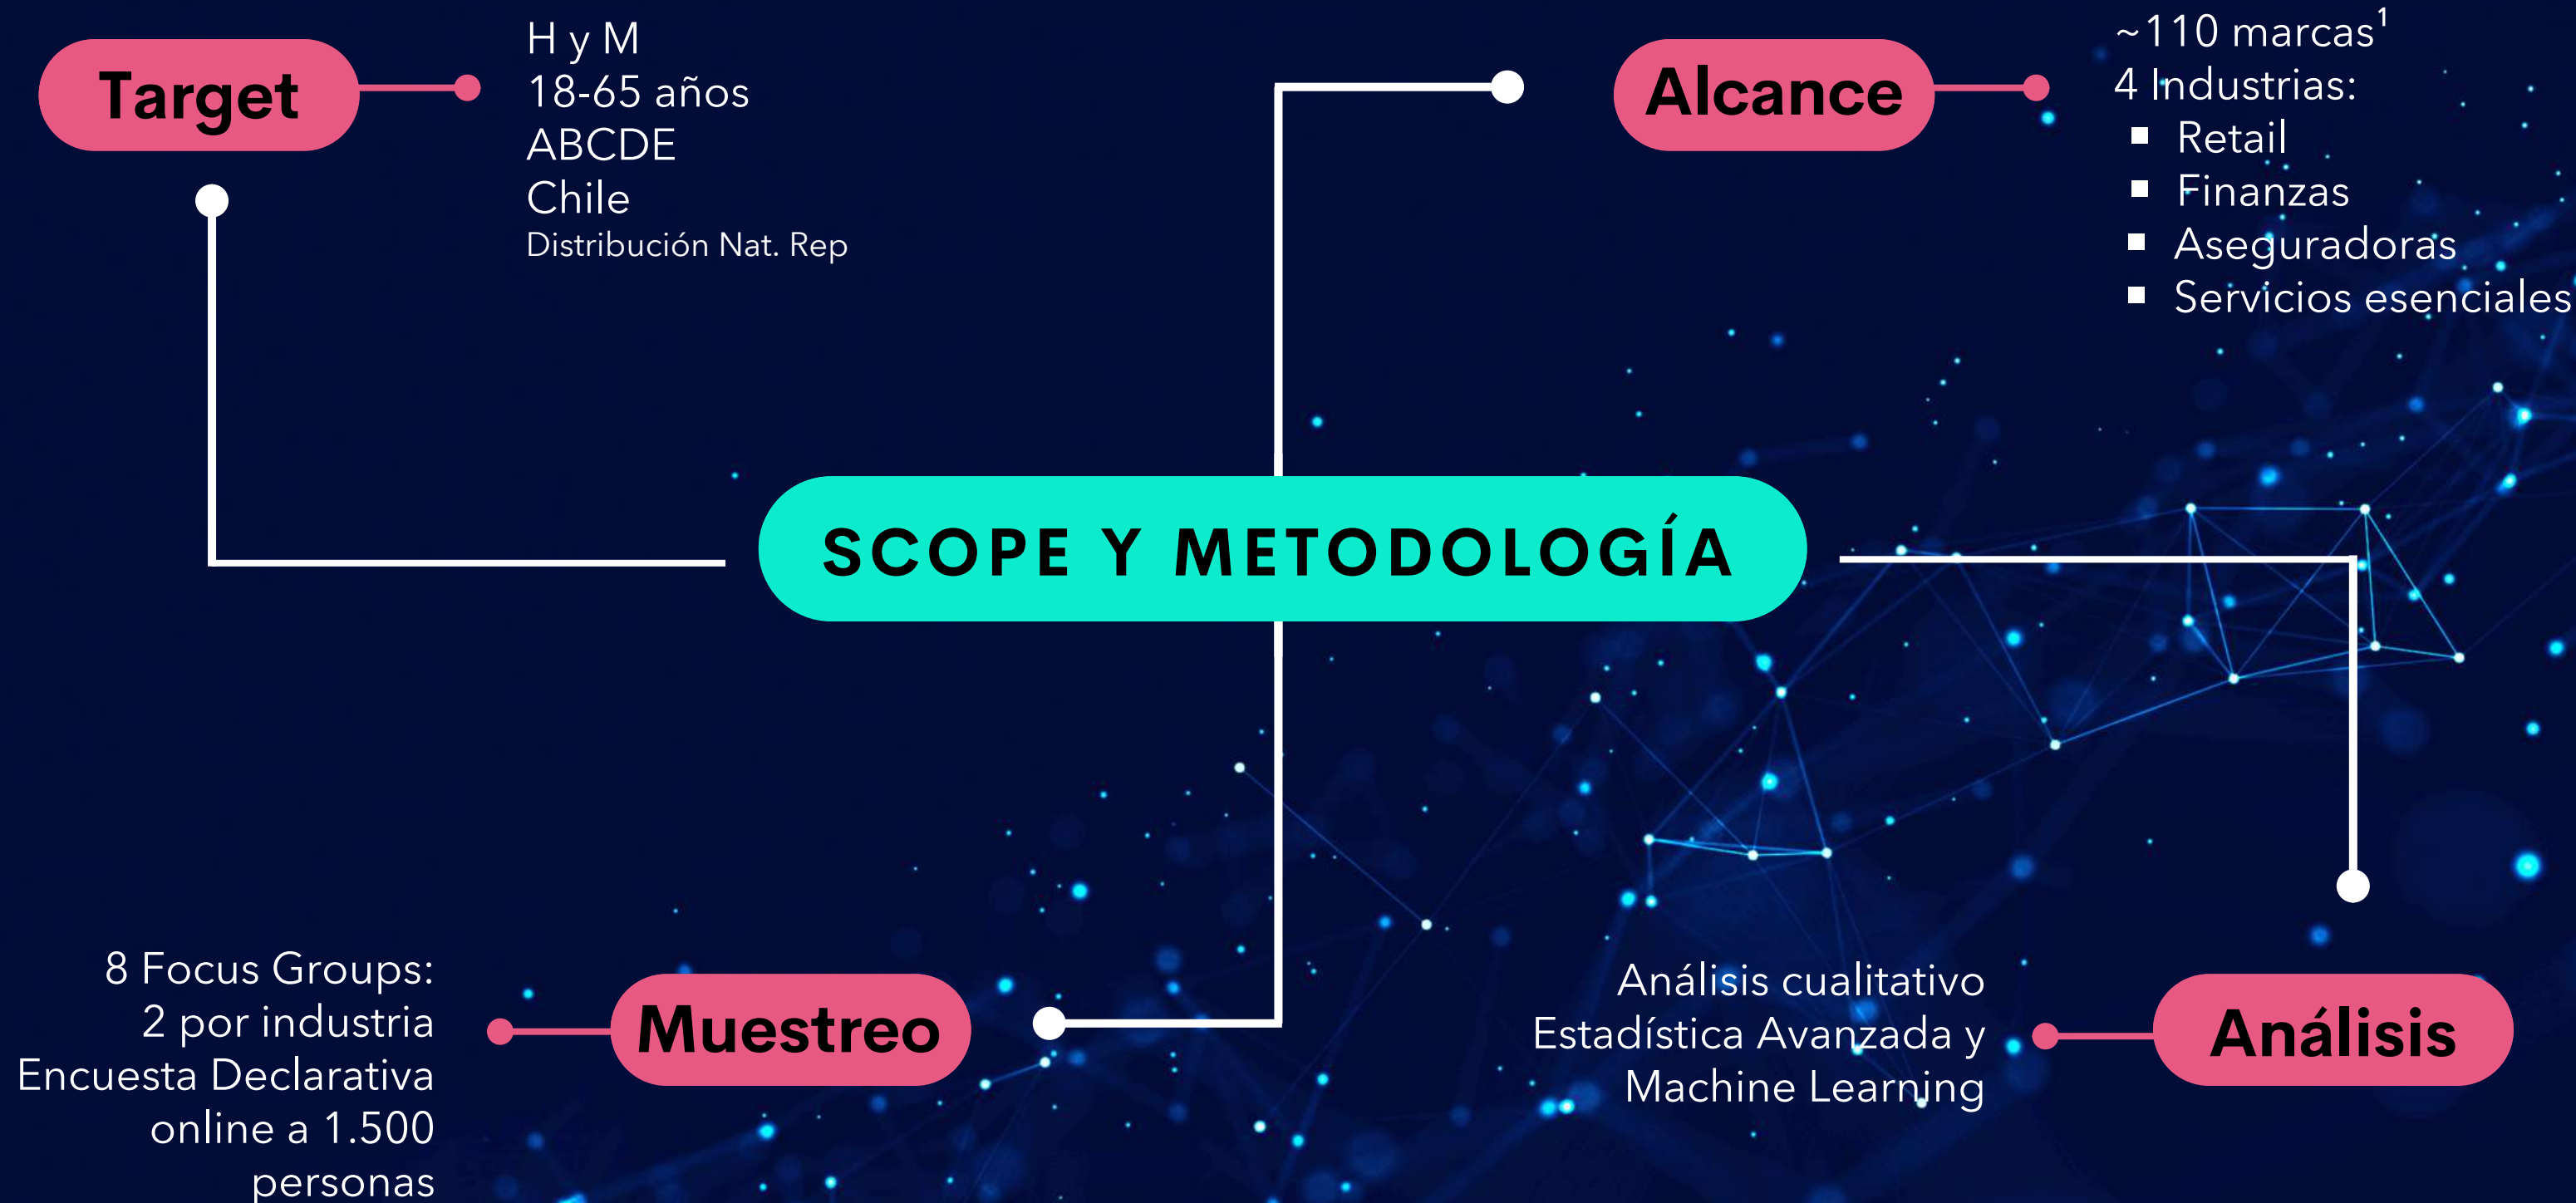 Target
H y M
18-65 años
ABCDE
Chile
Distribución Nat. Rep
Alcance
~110 marcas¹
4 Industrias:
▪ Retail
▪ Finanzas
▪ Aseguradoras
▪ Servicios esenciales
SCOPE Y METODOLOGÍA
8 Focus Groups:
2 por industria
Encuesta Declarativa
online a 1.500
personas
Muestreo
Análisis cualitativo
Estadística Avanzada y
Machine Learning
Análisis